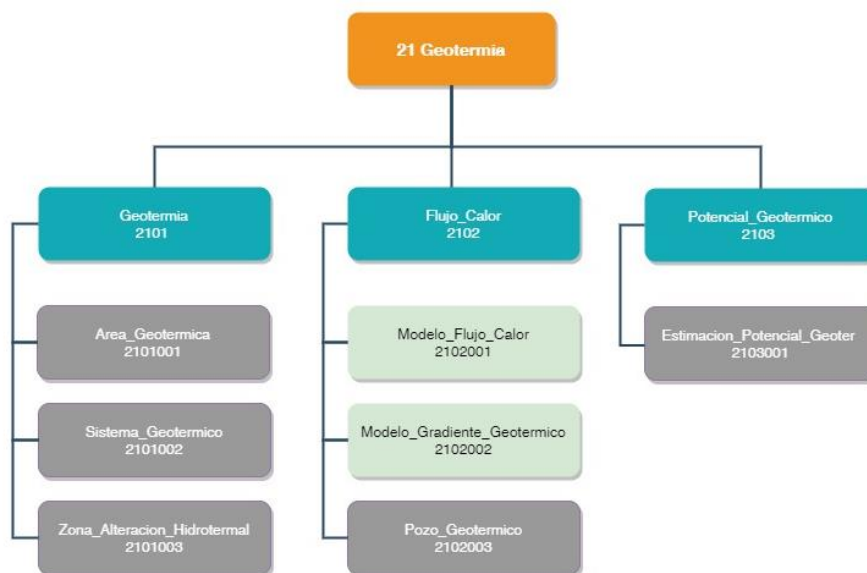 21 Geotermia
Geotermia
2101
Flujo_Calor
2102
Potencial_Geotermico
2103
Area_Geotermica
2101001
Modelo_Flujo_Calor
2102001
Estimacion_Potencial_Geoter
2103001
Sistema_Geotermico
2101002
Modelo_Gradiente_Geotermico
2102002
Zona_Alteracion_Hidrotermal
2101003
Pozo_Geotermico
2102003